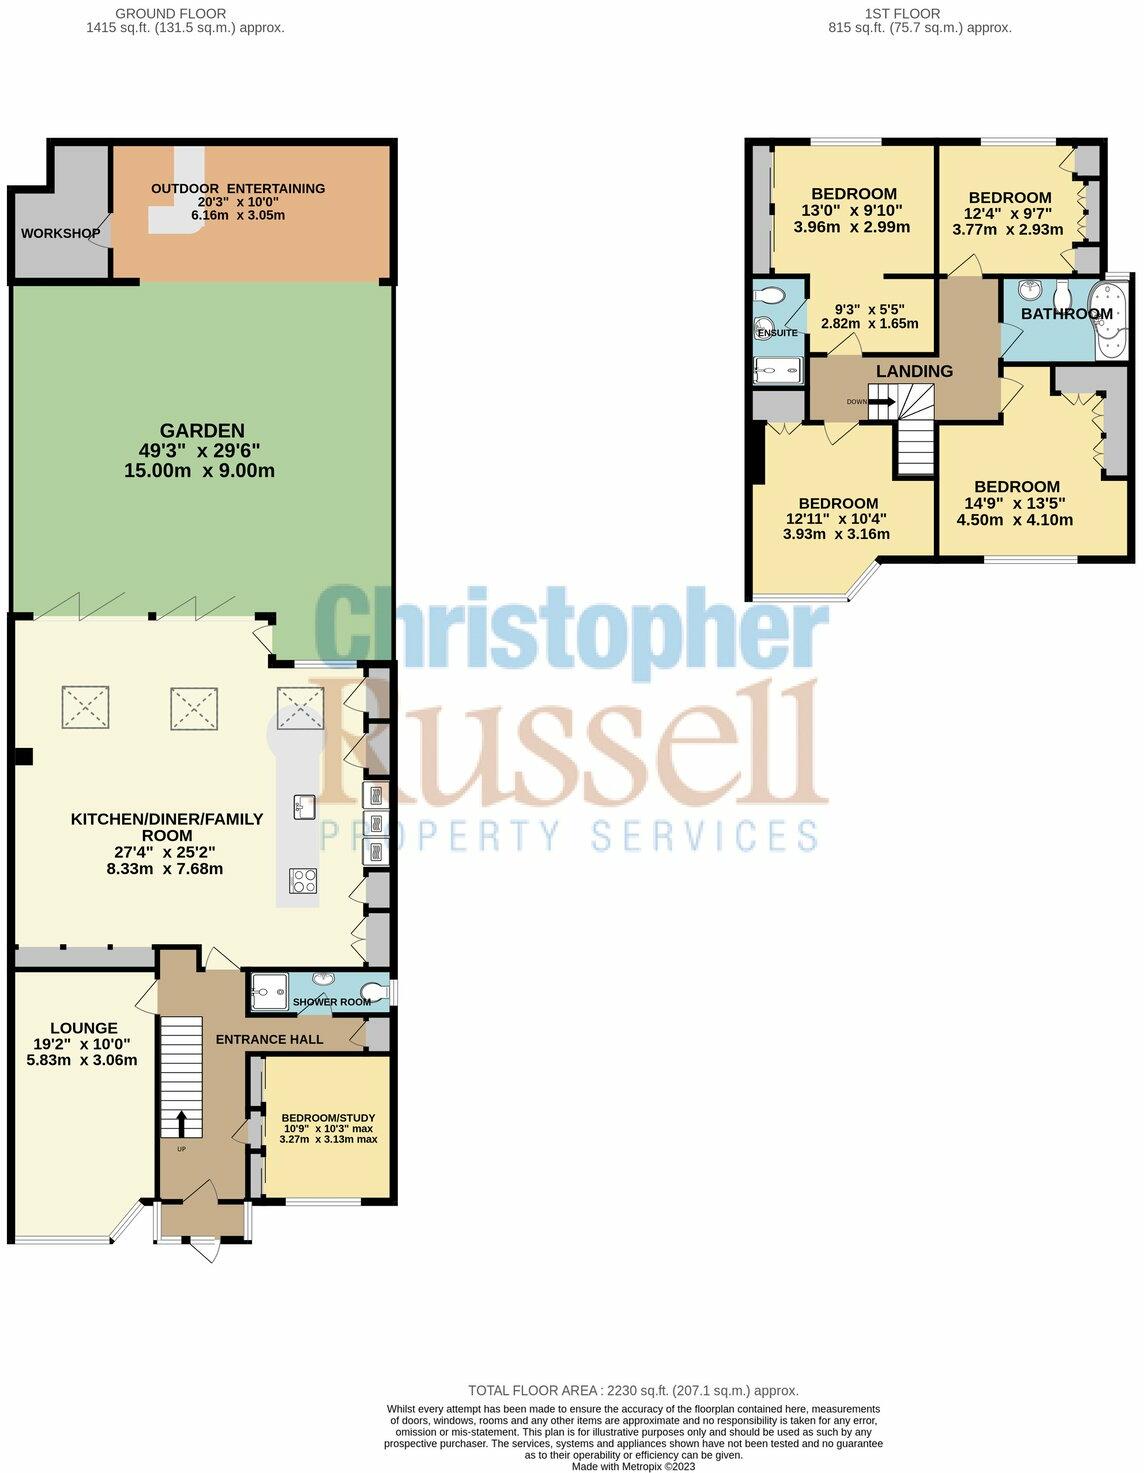 GROUND FLOOR
1415 sq.ft. (131.5 sq.m.) approx.
1ST FLOOR
815 sq.ft. (75.7 sq.m.) approx.
OUTDOOR ENTERTAINING
20'3" x 10'0"
6.16m x 3.05m
WORKSHOP
GARDEN
49'3" x 29'6"
15.00m x 9.00m
KITCHEN/DINER/FAMILY
ROOM
27'4" x 25'2"
8.33m x 7.68m
SHOWER ROOM
LOUNGE
19'2" x 10'0"
5.83m x 3.06m
ENTRANCE HALL
BEDROOM/STUDY
10'9" x 10'3" max
3.27m x 3.13m max
UP
BEDROOM
13'0" x 9'10"
3.96m x 2.99m
BEDROOM
12'4" x 9'7"
3.77m x 2.93m
9'3" x 5'5"
2.82m x 1.65m
ENSUITE
BATHROOM
LANDING
DOWN
BEDROOM
12'11" x 10'4"
3.93m x 3.16m
BEDROOM
14'9" x 13'5"
4.50m x 4.10m
Christopher
Russell
PROPERTY SERVICES
TOTAL FLOOR AREA : 2230 sq.ft. (207.1 sq.m.) approx.
Whilst every attempt has been made to ensure the accuracy of the floorplan contained here, measurements
of doors, windows, rooms and any other items are approximate and no responsibility is taken for any error,
omission or mis-statement. This plan is for illustrative purposes only and should be used as such by any
prospective purchaser. The services, systems and appliances shown have not been tested and no guarantee
as to their operability or efficiency can be given.
Made with Metropix ©2023